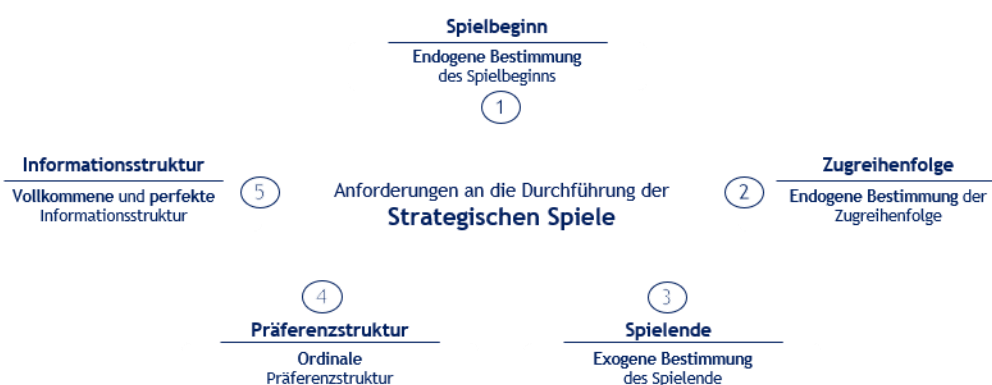 Spielbeginn
Endogene Bestimmung
des Spielbeginns
1
Informationsstruktur
Vollkommene und perfekte
Informationsstruktur
5
Anforderungen an die Durchführung der
Strategischen Spiele
2
Zugreihenfolge
Endogene Bestimmung der
Zugreihenfolge
4
Präferenzstruktur
Ordinale
Präferenzstruktur
3
Spielende
Exogene Bestimmung
des Spielende